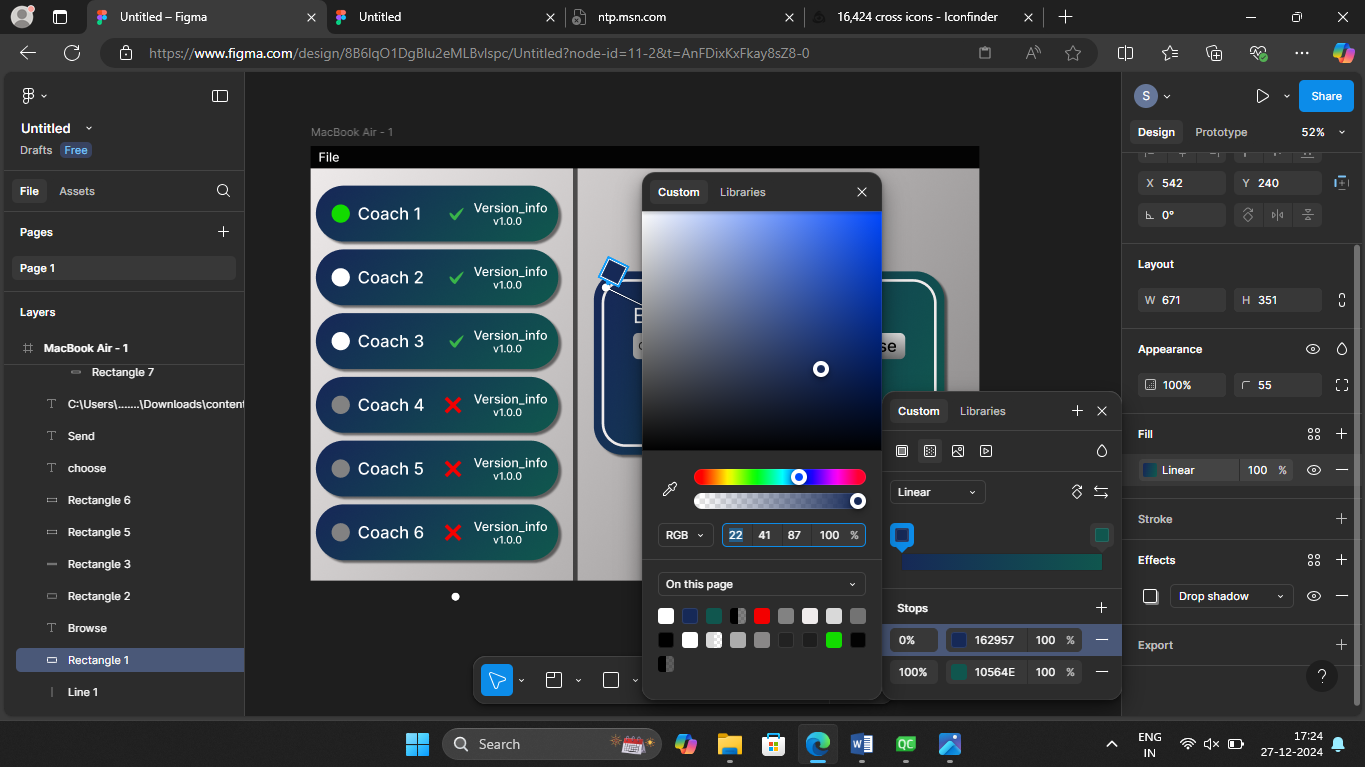 Untitled – Figma
Untitled
ntp.msn.com
16,424 cross icons - Iconfinder
https://www.figma.com/design/8B6lqO1DgBlu2eMLBvlspc/Untitled?node-id=11-2&t=AnFDixKxFkay8sZ8-0
Untitled
Drafts
Free
File
Assets
Pages
Page 1
Layers
MacBook Air - 1
Rectangle 7
C:\Users\.......\Downloads\content
Send
choose
Rectangle 6
Rectangle 5
Rectangle 3
Rectangle 2
Browse
Rectangle 1
Line 1
MacBook Air - 1
File
Coach 1
Version_info
v1.0.0
Coach 2
Version_info
v1.0.0
Coach 3
Version_info
v1.0.0
Coach 4
Version_info
v1.0.0
Coach 5
Version_info
v1.0.0
Coach 6
Version_info
v1.0.0
se
Custom
Libraries
RGB
22
41
87
100
%
On this page
Custom
Libraries
Linear
Stops
0%
162957
100
%
100%
10564E
100
%
S
Share
Design
Prototype
52%
X 542
Y 240
0°
Layout
W 671
H 351
Appearance
100%
55
Fill
Linear
100
%
Stroke
Effects
Drop shadow
Export
?
Search
ENG
IN
17:24
27-12-2024